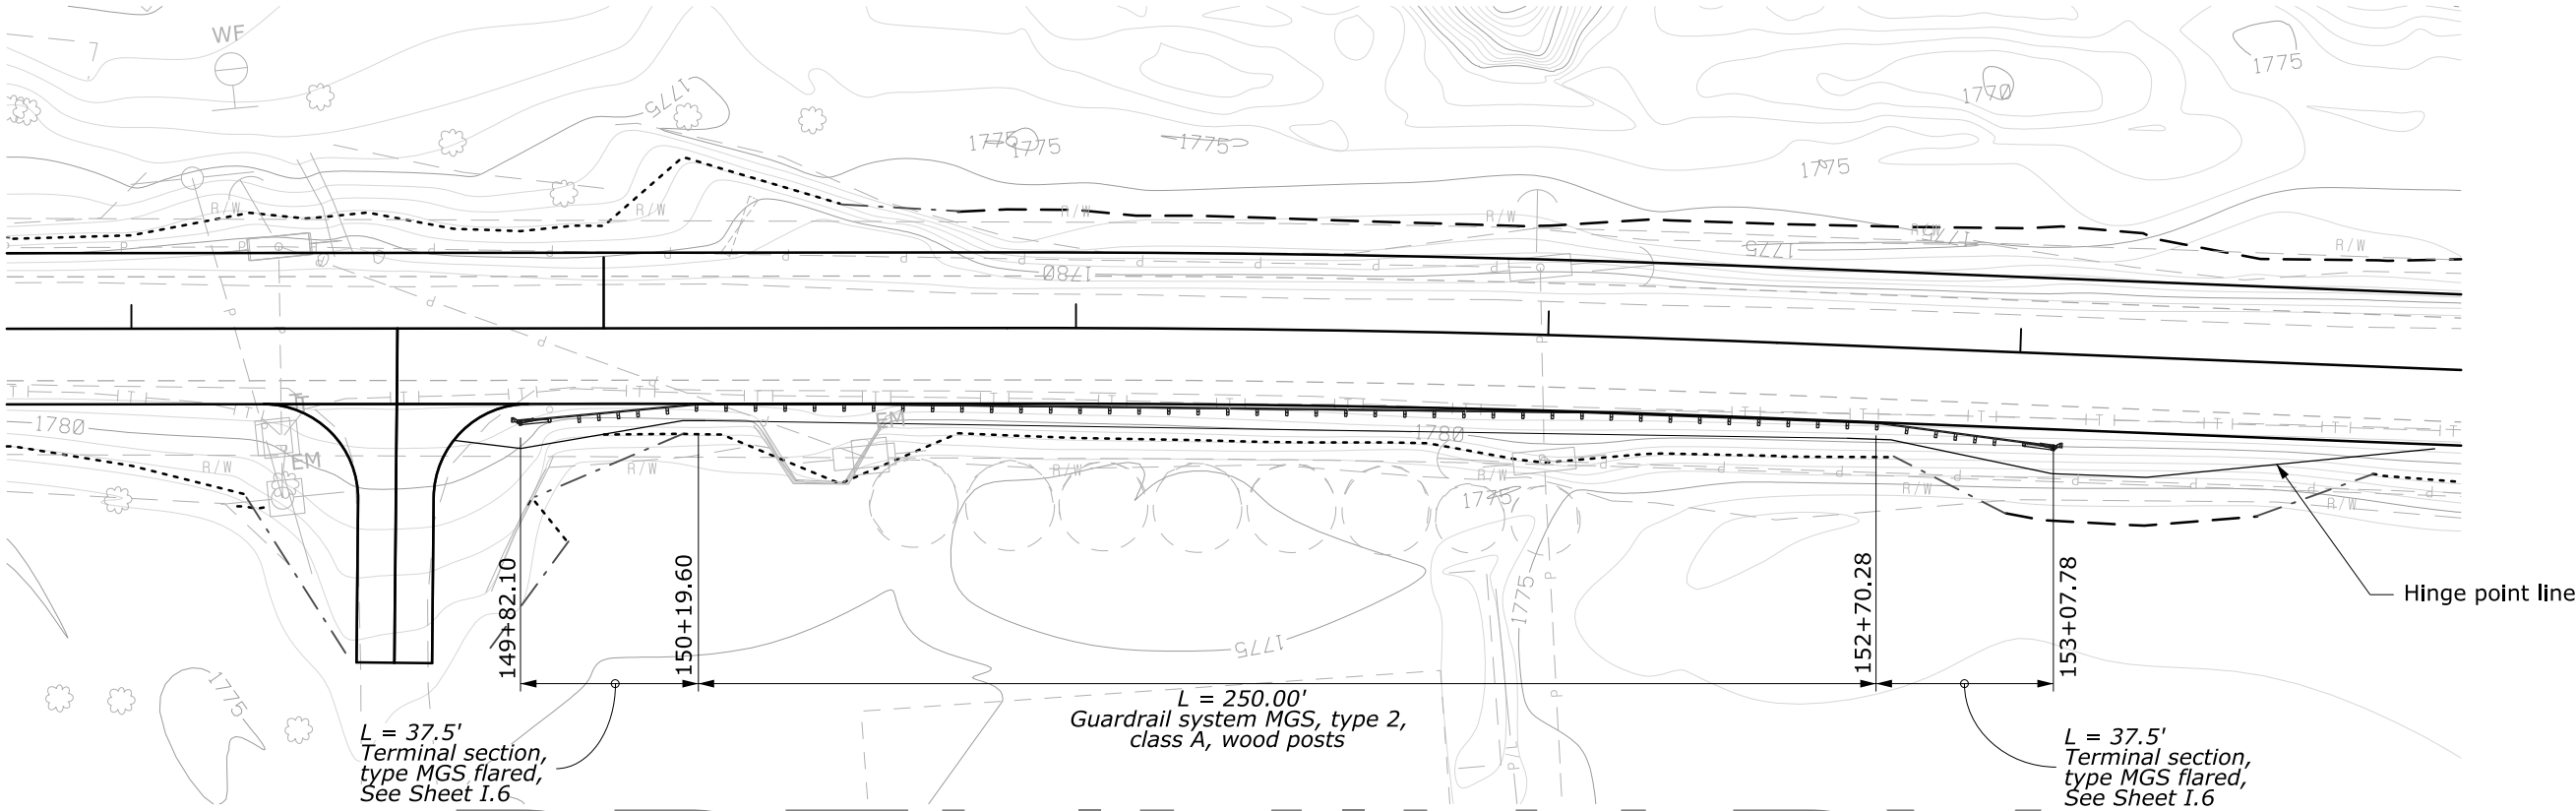 WF
1775
1775
1770
1775
1775
1775
1775
R/W
R/W
R/W
R/W
R/W
1775
1775
R/W
1780
1780
EM
1780
EM
R/W
R/W
R/W
R/W
1775
R/W
R/W
149+82.10
150+19.60
152+70.28
153+07.78
1775
Hinge point line
1775
1775
L = 250.00'
Guardrail system MGS, type 2,
class A, wood posts
L = 37.5'
Terminal section,
type MGS flared,
See Sheet I.6
P/L
L = 37.5'
Terminal section,
type MGS flared,
See Sheet I.6